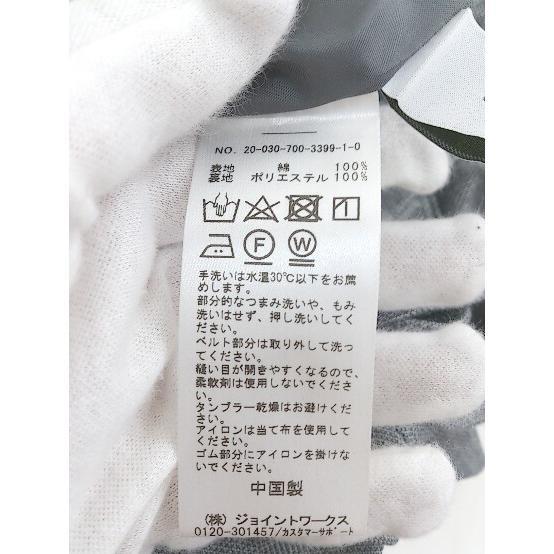 NO. 20-030-700-3399-1-0
表地 綿 100%
裏地 ポリエステル 100%
F W
手洗いは水温30℃以下をお薦
めします。
部分的なつまみ洗いや、もみ
洗いはせず、押し洗いしてく
ださい。
ベルト部分は取り外して洗っ
てください。
縫い目が開きやすくなるので、
柔軟剤は使用しないでくださ
い。
タンブラー乾燥はお避けくだ
さい。
アイロンは当て布を使用して
ください。
ゴム部分にアイロンを掛けな
いでください。
中国製
(株) ジョイントワークス
0120-301457/カスタマーサポート